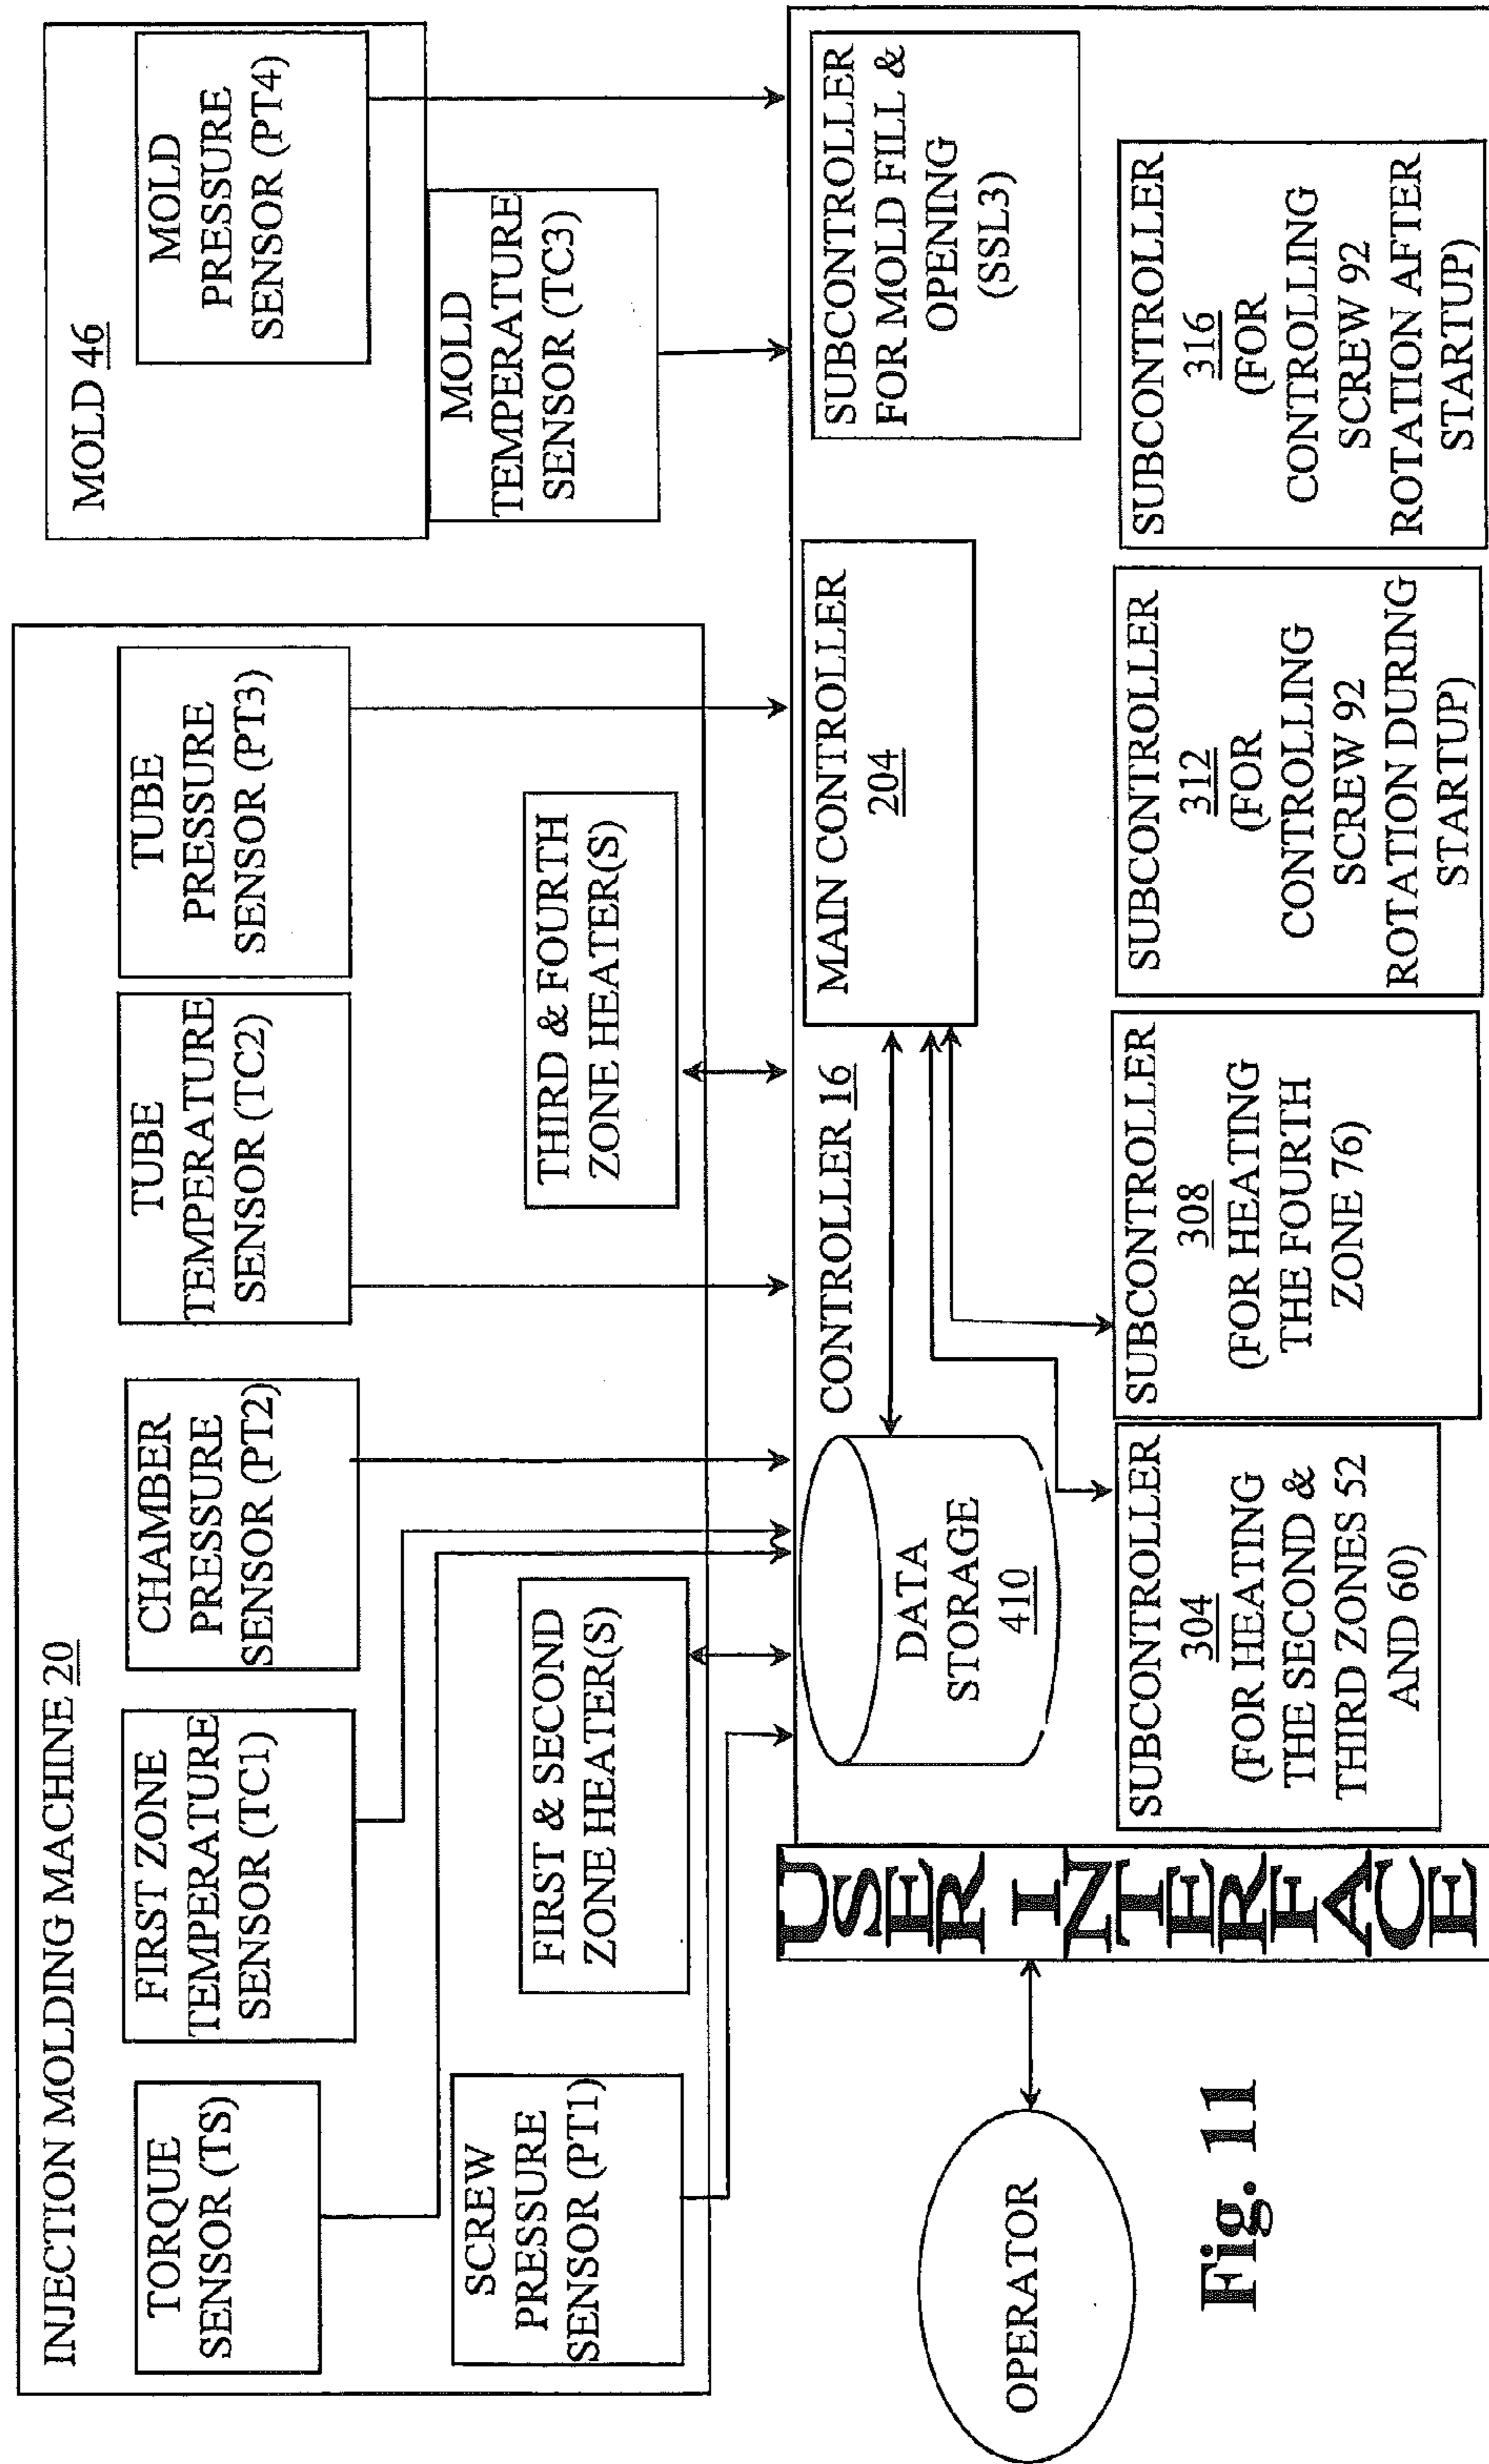 INJECTION MOLDING MACHINE 20
TORQUE
SENSOR (TS)
FIRST ZONE
TEMPERATURE
SENSOR (TC1)
CHAMBER
PRESSURE
SENSOR (PT2)
TUBE
TEMPERATURE
SENSOR (TC2)
TUBE
PRESSURE
SENSOR (PT3)
SCREW
PRESSURE
SENSOR (PT1)
FIRST & SECOND
ZONE HEATER(S)
THIRD & FOURTH
ZONE HEATER(S)
MOLD 46
MOLD
PRESSURE
SENSOR (PT4)
MOLD
TEMPERATURE
SENSOR (TC3)
OPERATOR
USER INTERFACE
CONTROLLER 16
DATA
STORAGE
410
MAIN CONTROLLER
204
SUBCONTROLLER
FOR MOLD FILL &
OPENING
(SSL3)
SUBCONTROLLER
304
(FOR HEATING
THE SECOND &
THIRD ZONES 52
AND 60)
SUBCONTROLLER
308
(FOR HEATING
THE FOURTH
ZONE 76)
SUBCONTROLLER
312
(FOR
CONTROLLING
SCREW 92
ROTATION DURING
STARTUP)
SUBCONTROLLER
316
(FOR
CONTROLLING
SCREW 92
ROTATION AFTER
STARTUP)
Fig. 11